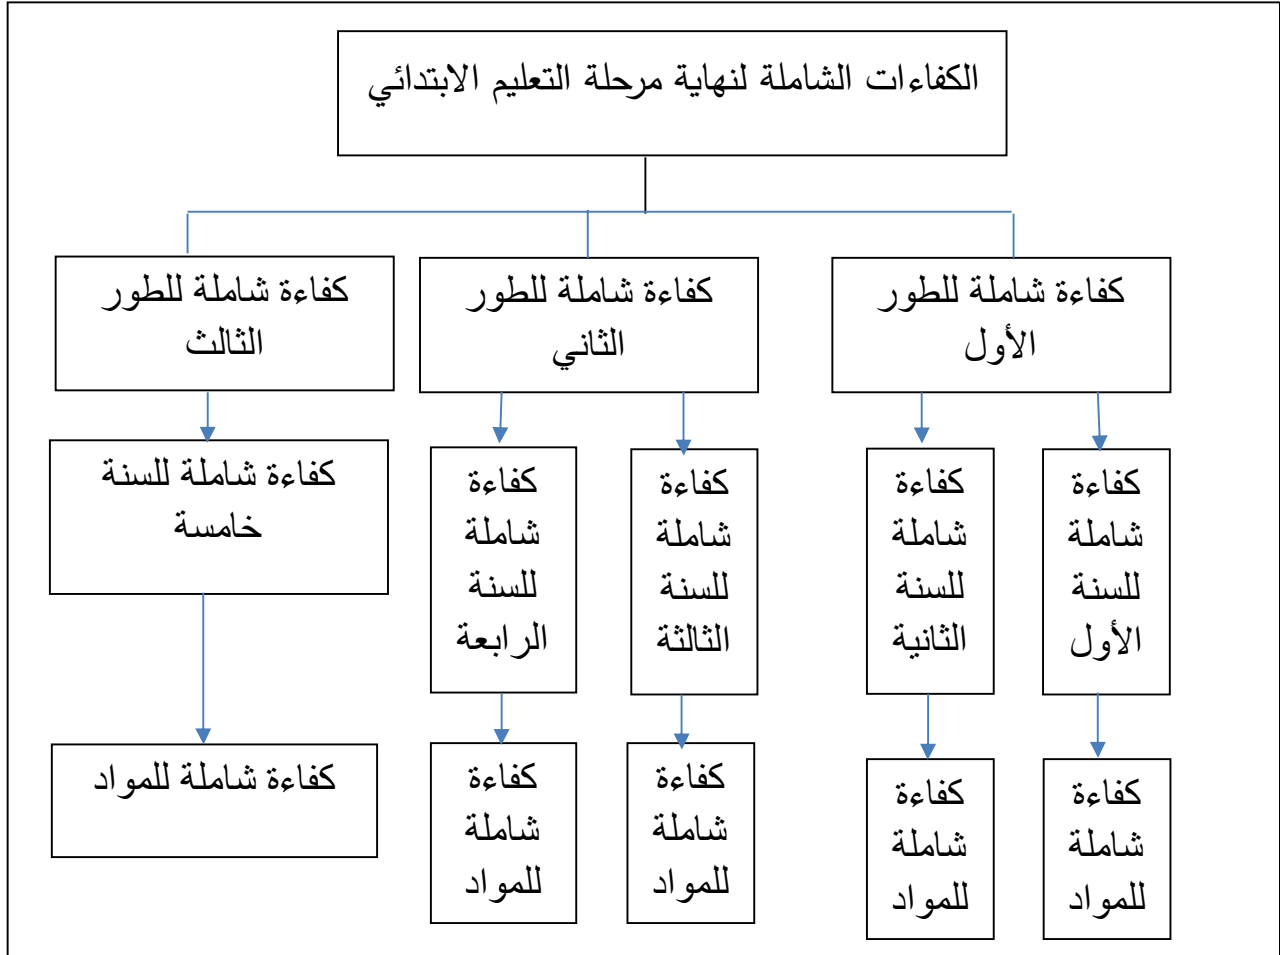 الكفاءات الشاملة لنهاية مرحلة التعليم الابتدائي
كفاءة شاملة للطور
الأول
كفاءة شاملة للطور
الثاني
كفاءة شاملة للطور
الثالث
كفاءة
شاملة
للسنة
الأول
كفاءة
شاملة
للسنة
الثانية
كفاءة
شاملة
للسنة
الثالثة
كفاءة
شاملة
للسنة
الرابعة
كفاءة شاملة للسنة
خامسة
كفاءة
شاملة
للمواد
كفاءة
شاملة
للمواد
كفاءة
شاملة
للمواد
كفاءة
شاملة
للمواد
كفاءة شاملة للمواد